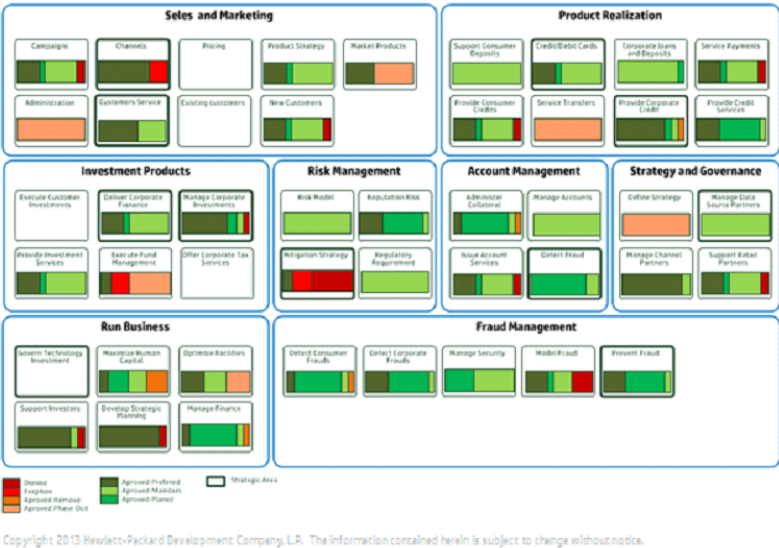 Seles and Marketing
Campaigns
Channels
Pricing
Product Strategy
Market Products
Administration
Customers Service
Existing customers
New Customers
Product Realization
Support Consumer
Deposits
Credit/Debit Cards
Corporate loans
and Deposits
Service Payments
Provide Consumer
Credits
Service Transfers
Provide Corporate
Credit
Provide Credit
Services
Investment Products
Execute Customer
Investments
Deliver Corporate
Finance
Manage Corporate
Investments
Provide Investment
Services
Execute Fund
Management
Offer Corporate Tax
Services
Risk Management
Risk Model
Reputation Risk
Mitigation Strategy
Regulatory
Requirement
Account Management
Administer
Collateral
Manage Accounts
Issue Account
Services
Detect Fraud
Strategy and Governance
Define Strategy
Manage Data
Source Partners
Manage Channel
Partners
Support Retail
Partners
Run Business
Govern Technology
Investment
Maximize Human
Capital
Optimize Facilities
Support Investors
Develop Strategic
Planning
Manage Finance
Fraud Management
Detect Consumer
Frauds
Detect Corporate
Frauds
Manage Security
Model Fraud
Prevent Fraud
Denied
Exeption
Aproved Remove
Aproved Phase Out
Aproved Preferred
Aproved Maintain
Aproved Planed
Strategic Area
Copyright 2013 Hewlett-Packard Development Company, L.P. The information contained herein is subject to change without notice.